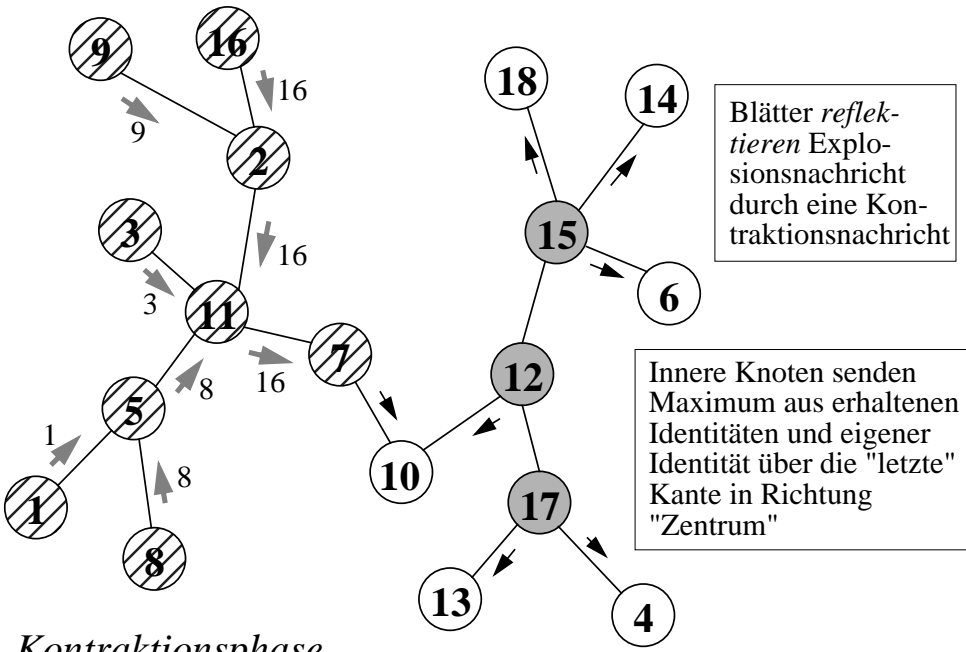 9
16
18
14
16
9
2
3
15
16
3
11
6
7
12
16
8
5
1
8
10
1
17
8
13
4
Blätter reflek-
tieren Explo-
sionsnachricht
durch eine Kon-
traktionsnachricht
Innere Knoten senden
Maximum aus erhaltenen
Identitäten und eigener
Identität über die "letzte"
Kante in Richtung
"Zentrum"
Kontraktionsphase